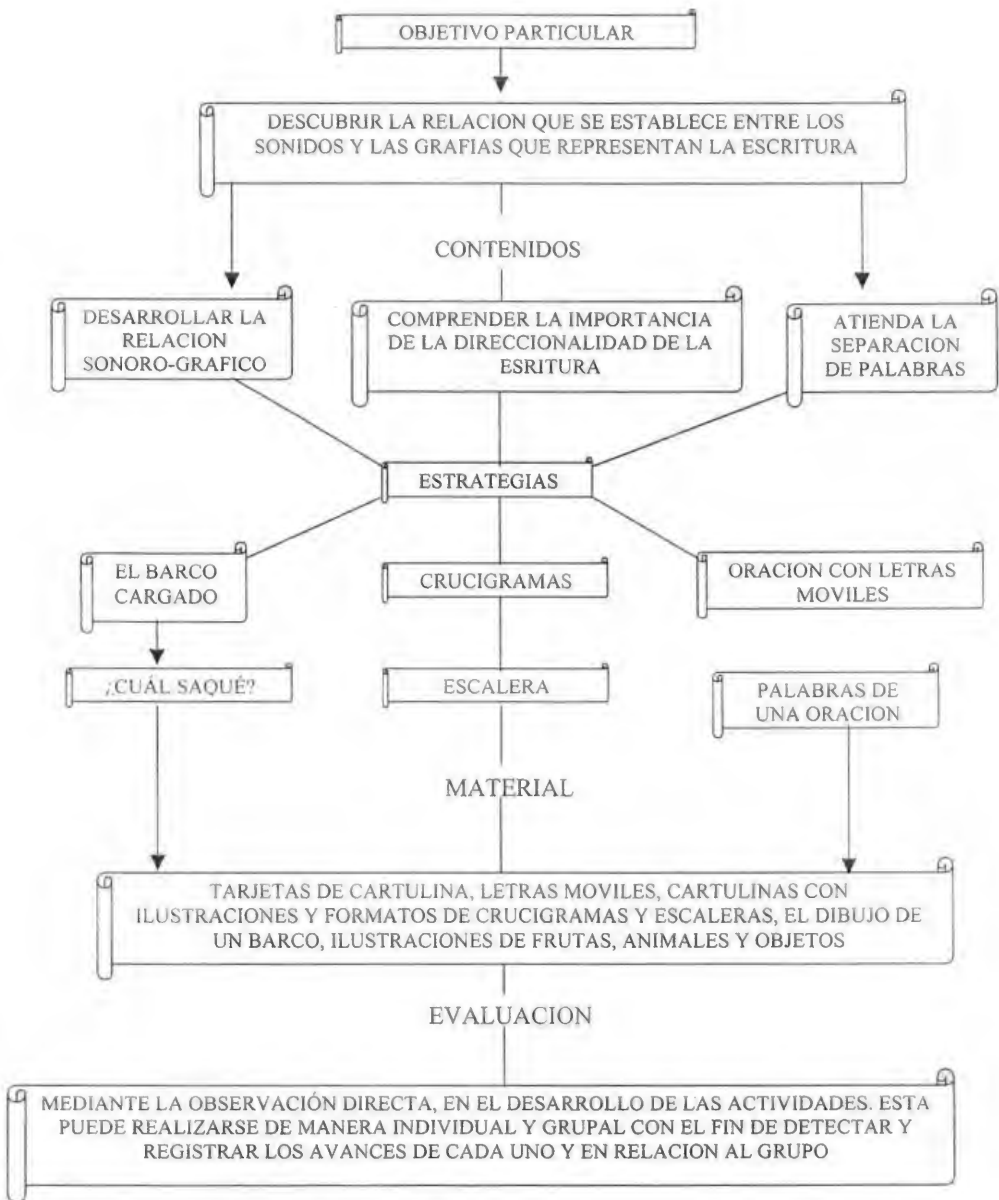 OBJETIVO PARTICULAR
DESCUBRIR LA RELACION QUE SE ESTABLECE ENTRE LOS
SONIDOS Y LAS GRAFIAS QUE REPRESENTAN LA ESCRITURA
CONTENIDOS
DESARROLLAR LA
RELACION
SONORO-GRAFICO
COMPRENDER LA IMPORTANCIA
DE LA DIRECCIONALIDAD DE LA
ESRITURA
ATIENDA LA
SEPARACION
DE PALABRAS
ESTRATEGIAS
EL BARCO
CARGADO
CRUCIGRAMAS
ORACION CON LETRAS
MOVILES
¿CUÁL SAQUÉ?
ESCALERA
PALABRAS DE
UNA ORACION
MATERIAL
TARJETAS DE CARTULINA, LETRAS MOVILES, CARTULINAS CON
ILUSTRACIONES Y FORMATOS DE CRUCIGRAMAS Y ESCALERAS, EL DIBUJO DE
UN BARCO, ILUSTRACIONES DE FRUTAS, ANIMALES Y OBJETOS
EVALUACION
MEDIANTE LA OBSERVACIÓN DIRECTA, EN EL DESARROLLO DE LAS ACTIVIDADES. ESTA
PUEDE REALIZARSE DE MANERA INDIVIDUAL Y GRUPAL CON EL FIN DE DETECTAR Y
REGISTRAR LOS AVANCES DE CADA UNO Y EN RELACION AL GRUPO